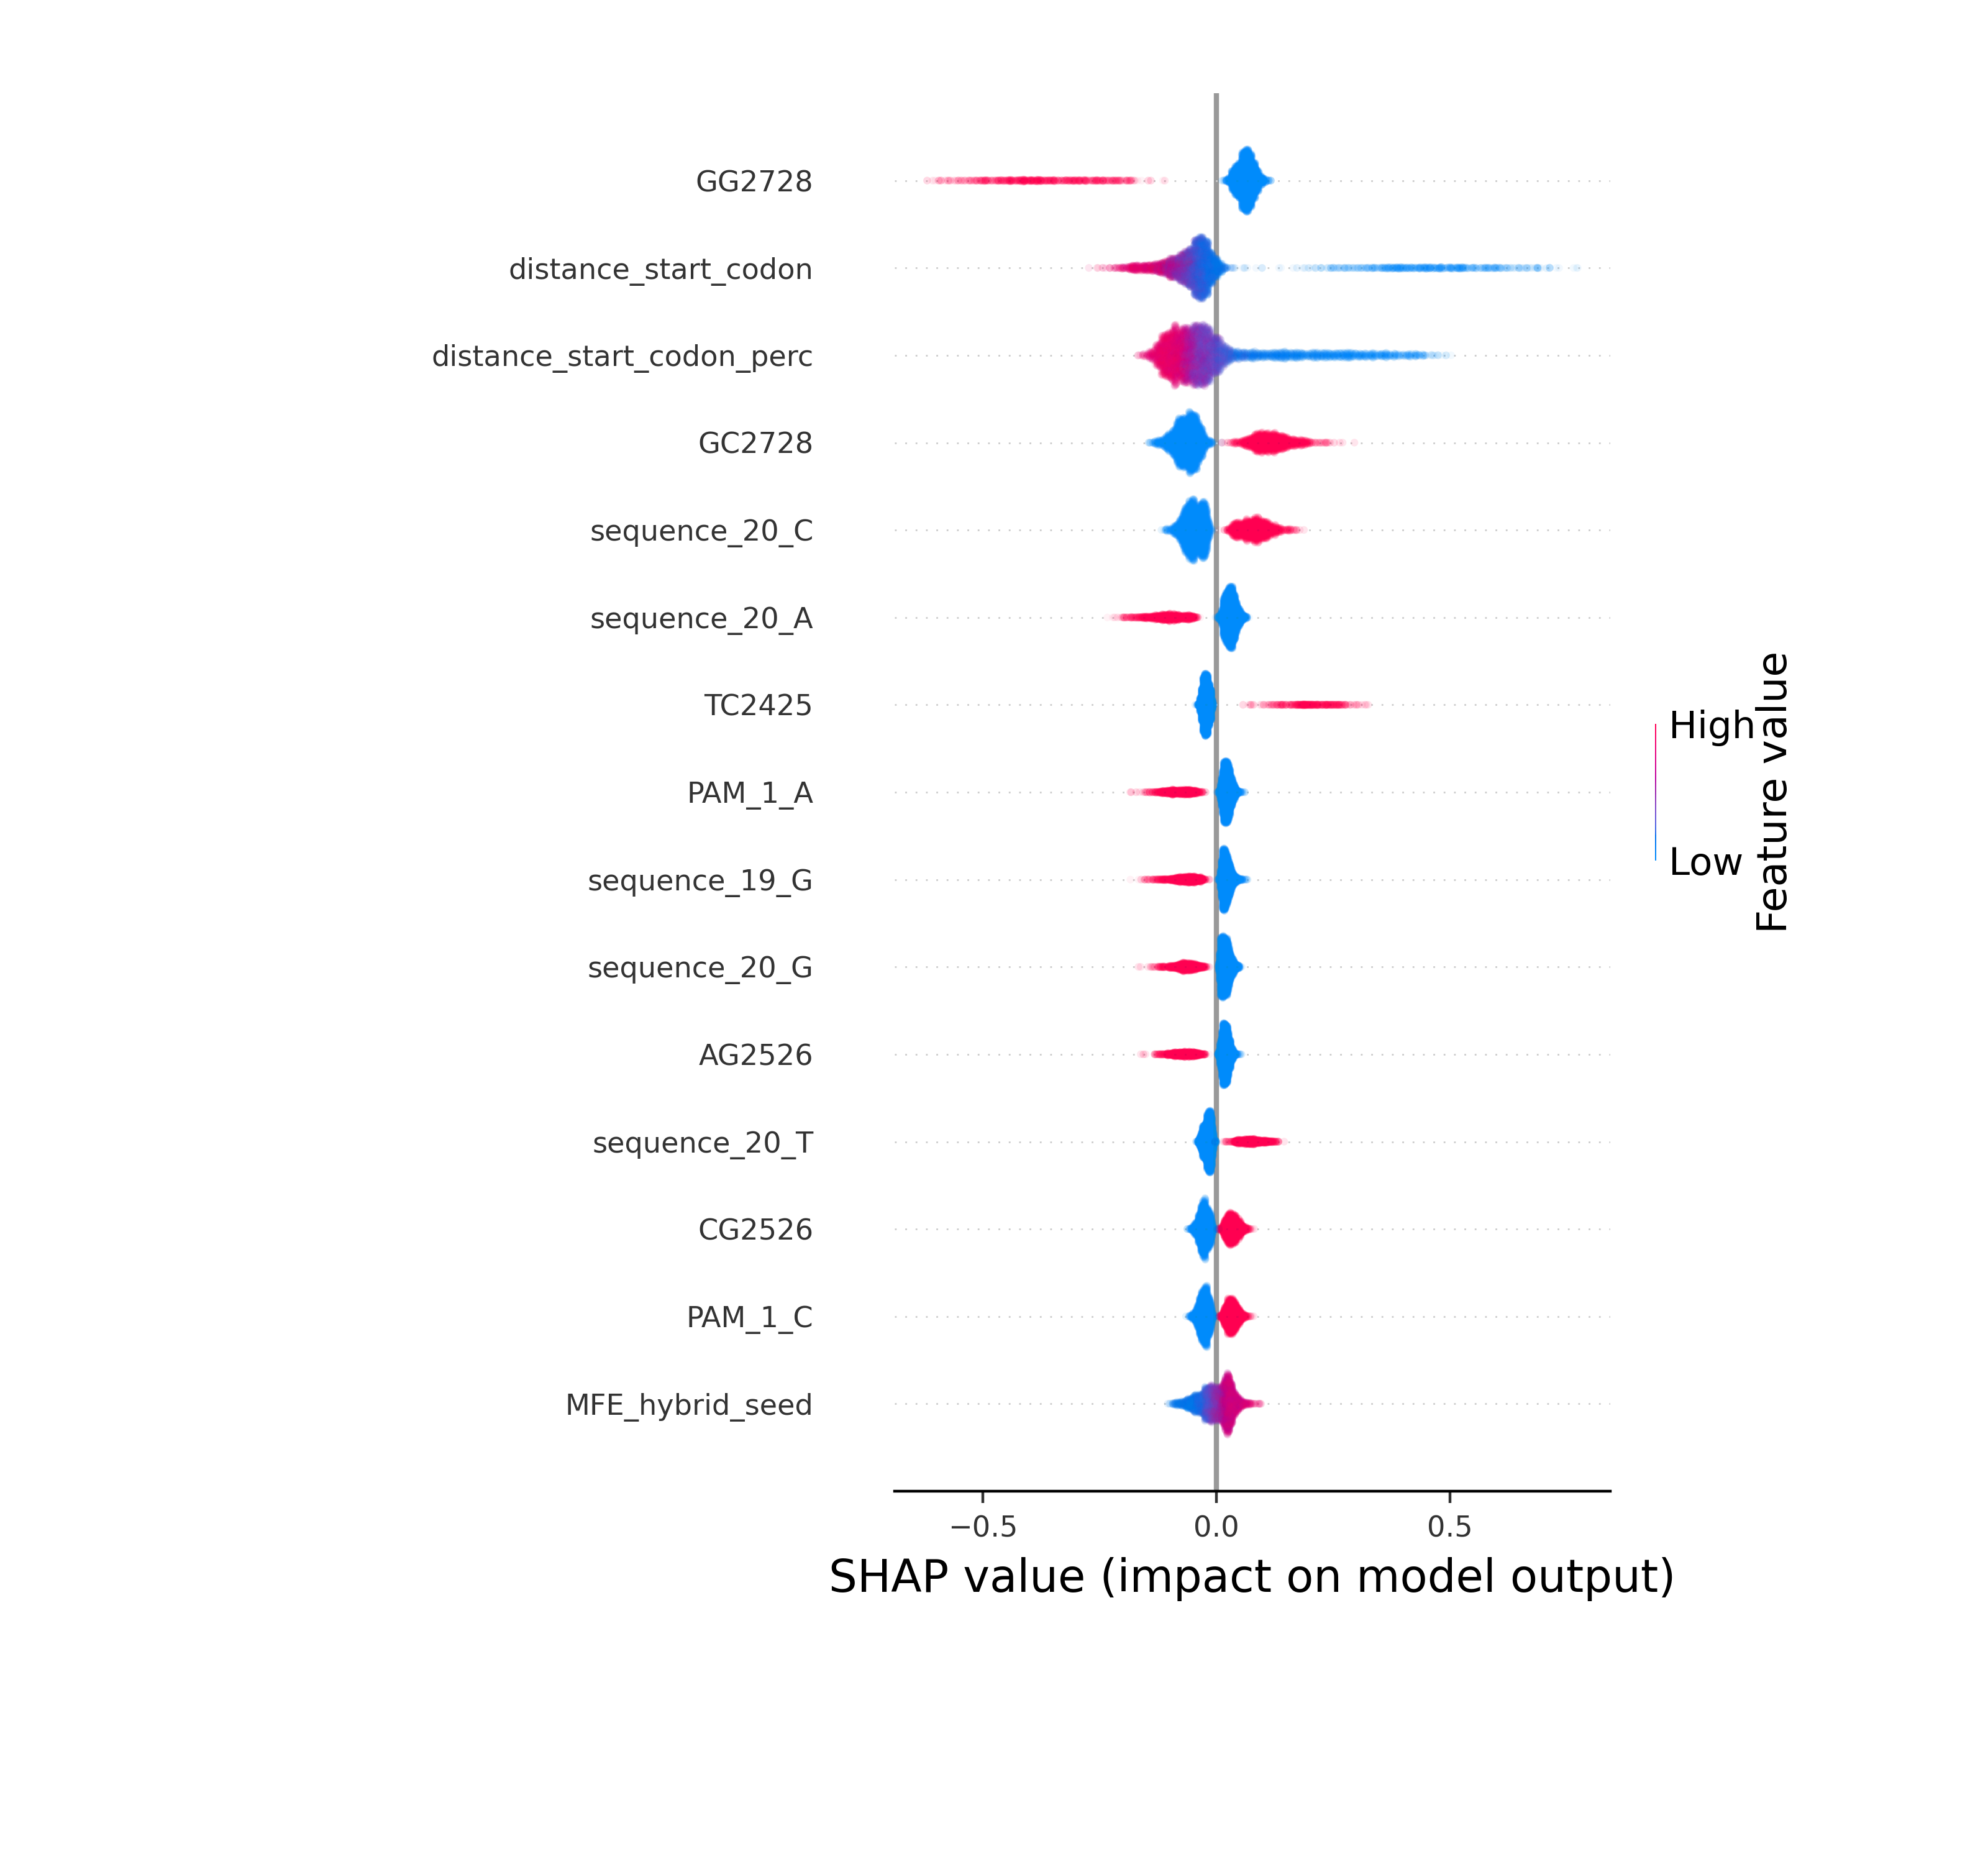 GG2728
distance_start_codon
distance_start_codon_perc
GC2728
sequence_20_C
sequence_20_A
TC2425
PAM_1_A
sequence_19_G
sequence_20_G
AG2526
sequence_20_T
CG2526
PAM_1_C
MFE_hybrid_seed
−0.5 0.0 0.5
SHAP value (impact on model output)
High
Low
Feature value